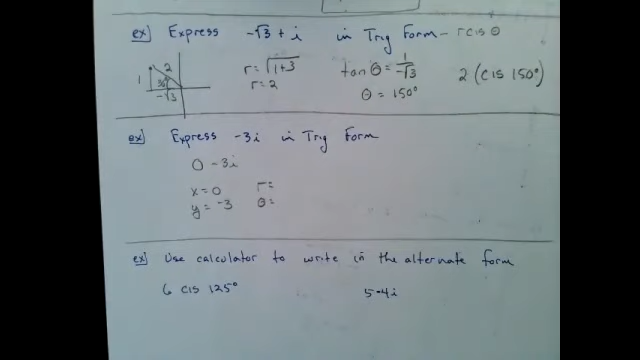 ex) Express -√3 + i in Trig Form - r cis θ
2
1
30°
-√3
r = √1+3
r = 2
tan θ = 1/-√3
θ = 150°
2 (cis 150°)
ex) Express -3i in Trig Form
0 - 3i
x = 0 r =
y = -3 θ =
ex) Use calculator to write in the alternate form
6 cis 125° 5-4i